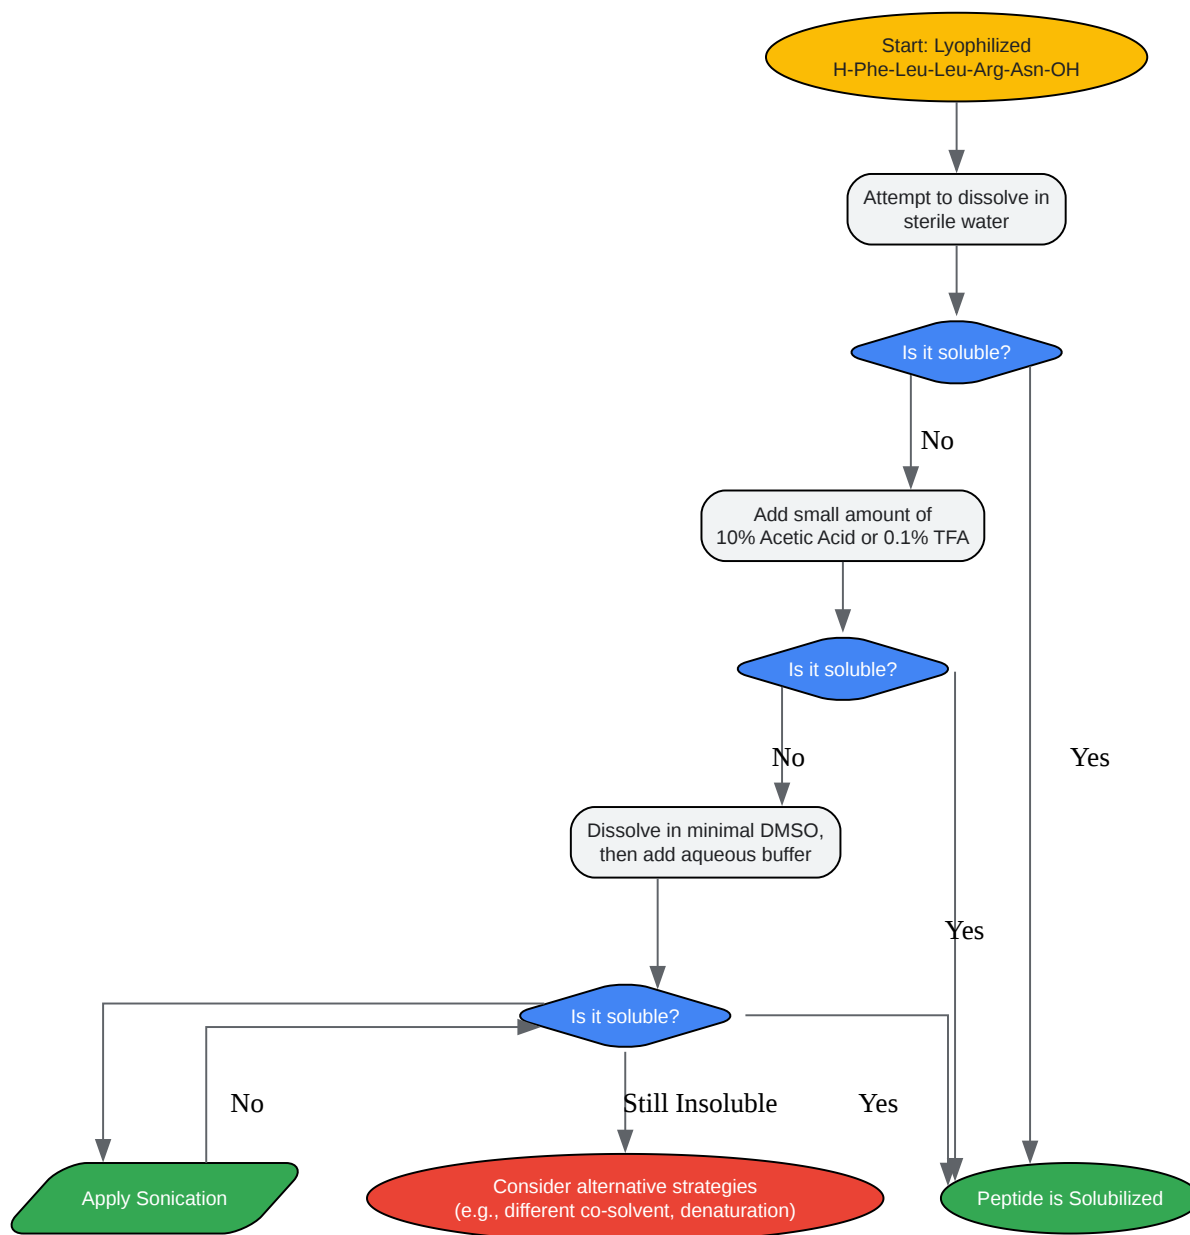 Start: Lyophilized
H-Phe-Leu-Leu-Arg-Asn-OH
Attempt to dissolve in
sterile water
Is it soluble?
No
Add small amount of
10% Acetic Acid or 0.1% TFA
Is it soluble?
No
Yes
Dissolve in minimal DMSO,
then add aqueous buffer
Yes
Is it soluble?
No
Still Insoluble
Yes
Apply Sonication
Consider alternative strategies
(e.g., different co-solvent, denaturation)
Peptide is Solubilized